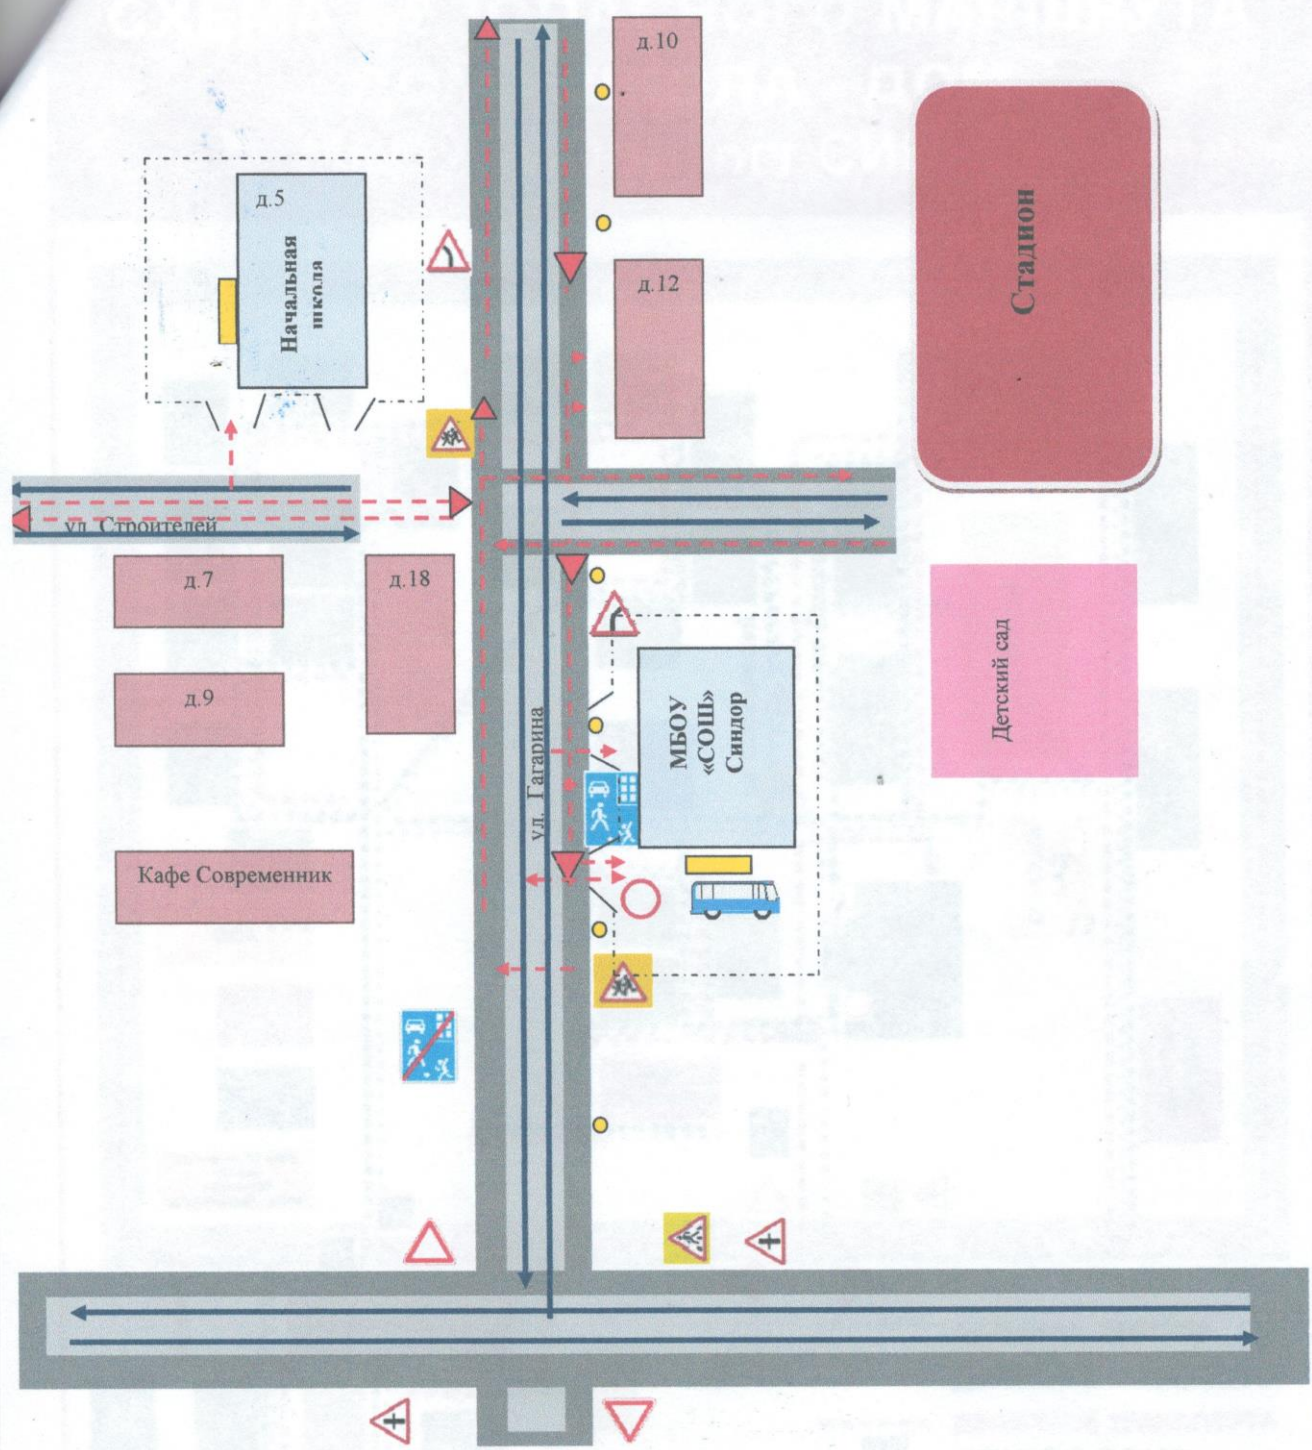 д.10
д.5
Начальная
школа
д.12
Стадион
ул. Строителей
д.7
д.18
д.9
ул. Гагарина
МБОУ
«СОШ»
Синдор
Детский сад
Кафе Современник